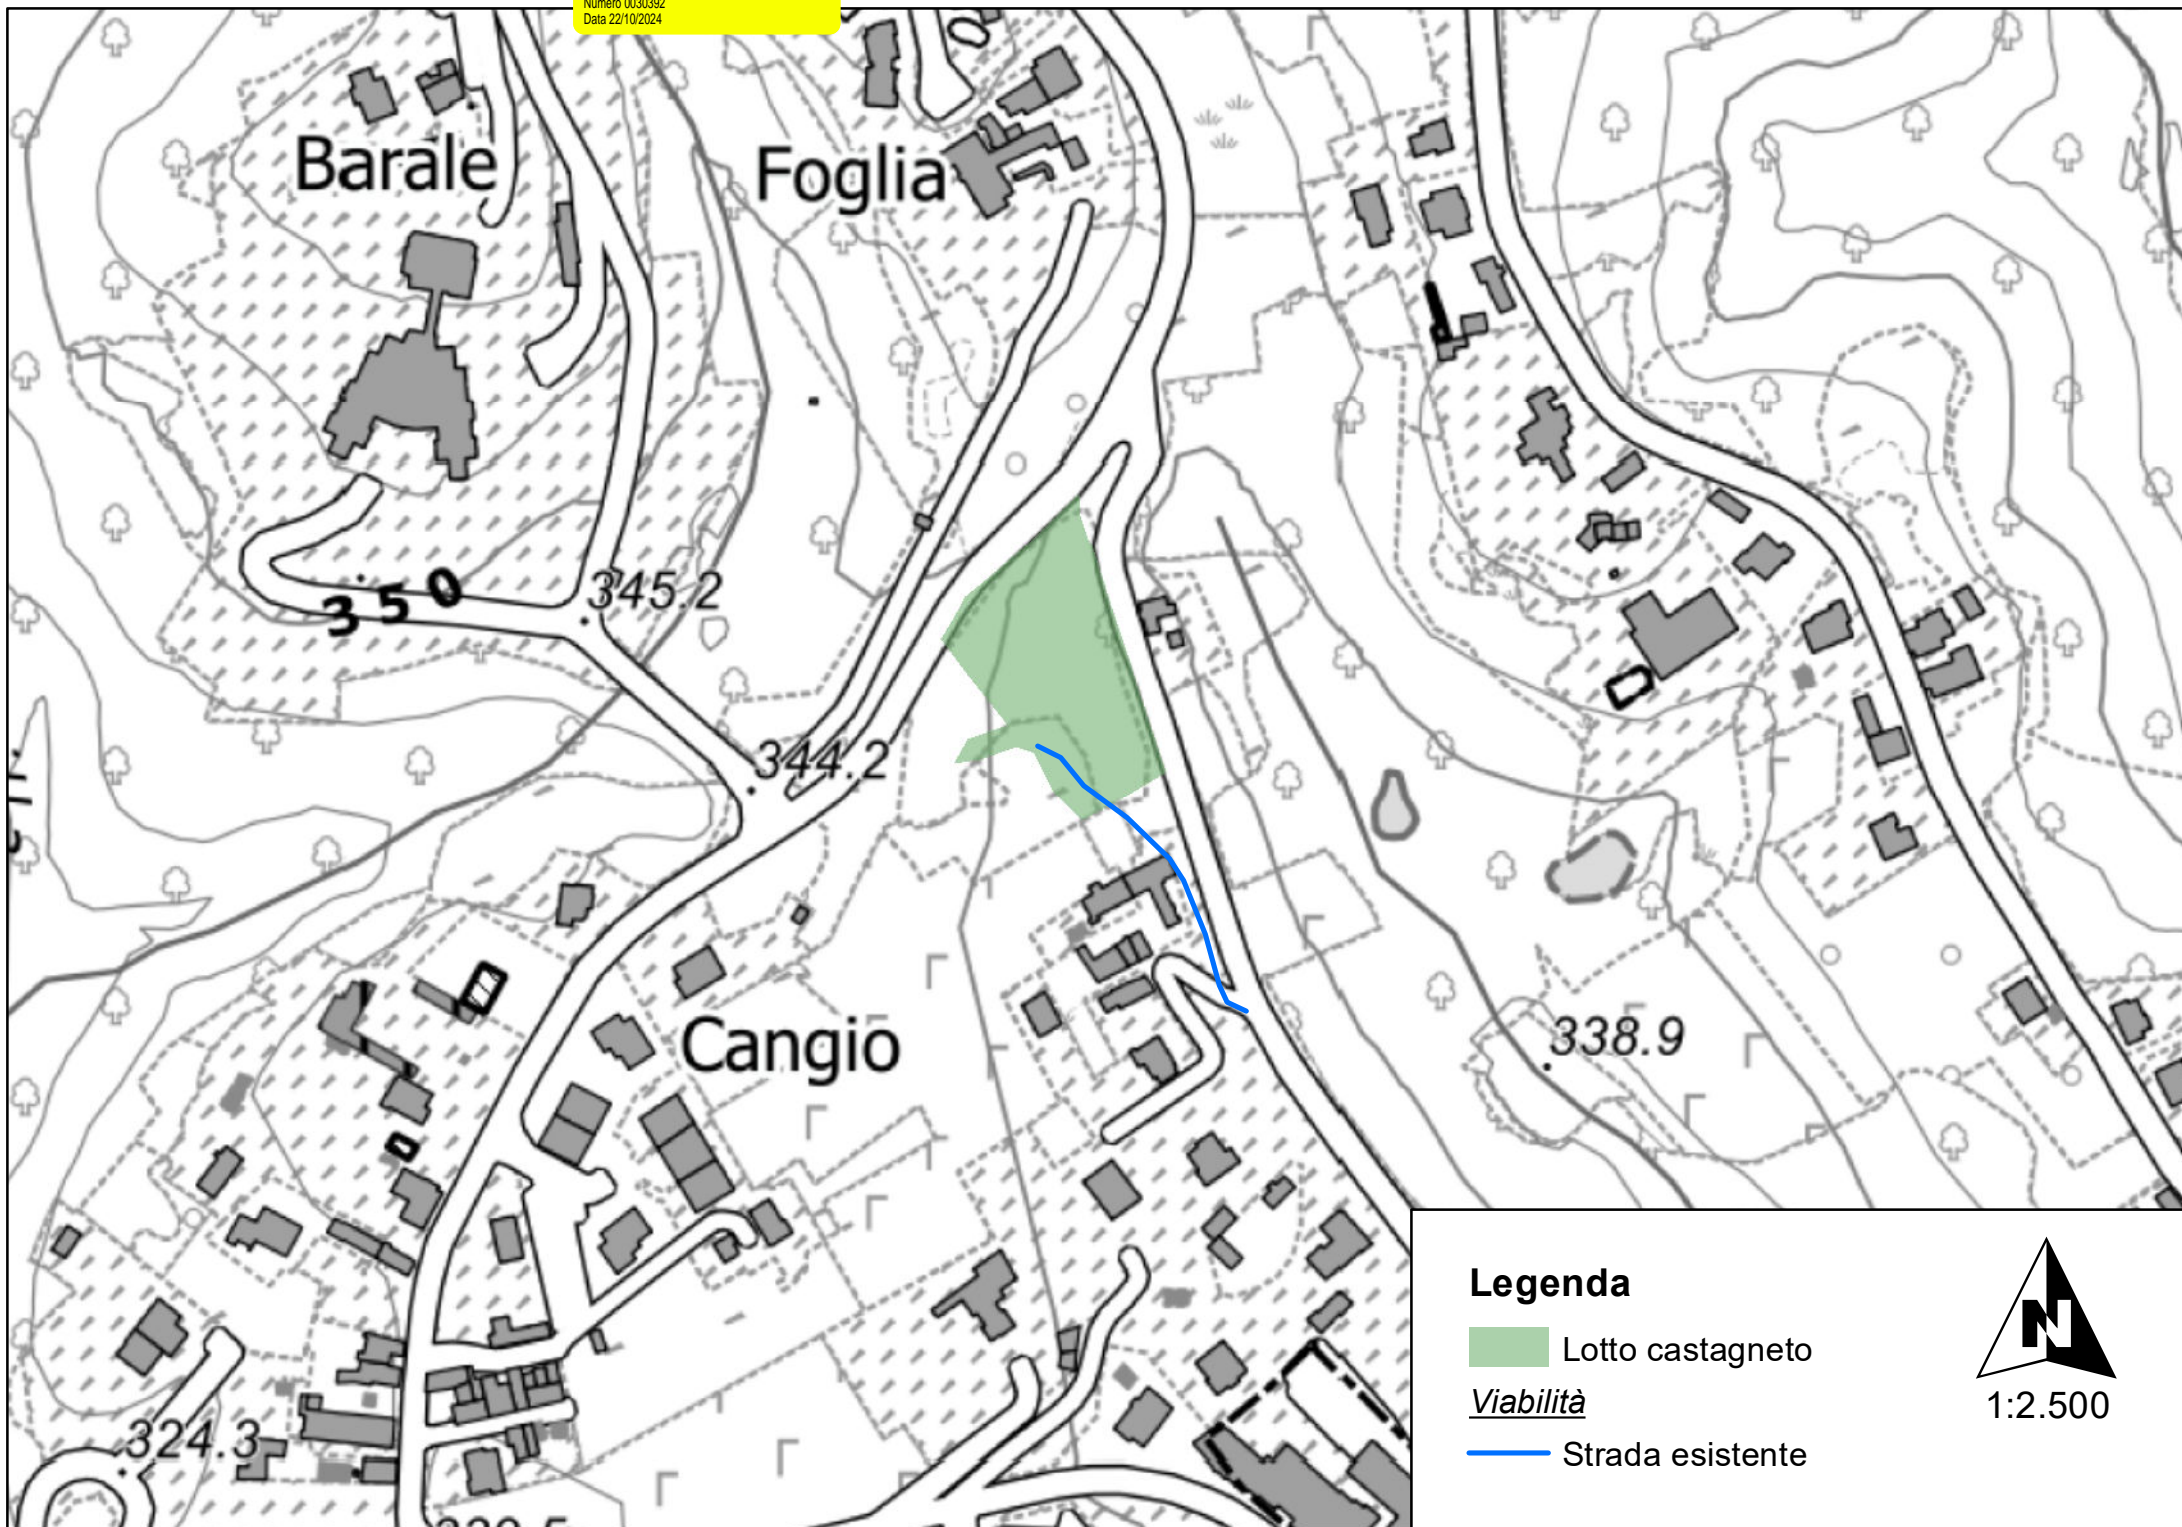 Numero 0030392
Data 22/10/2024
Barale
Foglia
350
345.2
344.2
Cangio
338.9
324.3
Legenda
Lotto castagneto
Viabilità
Strada esistente
N
1:2.500